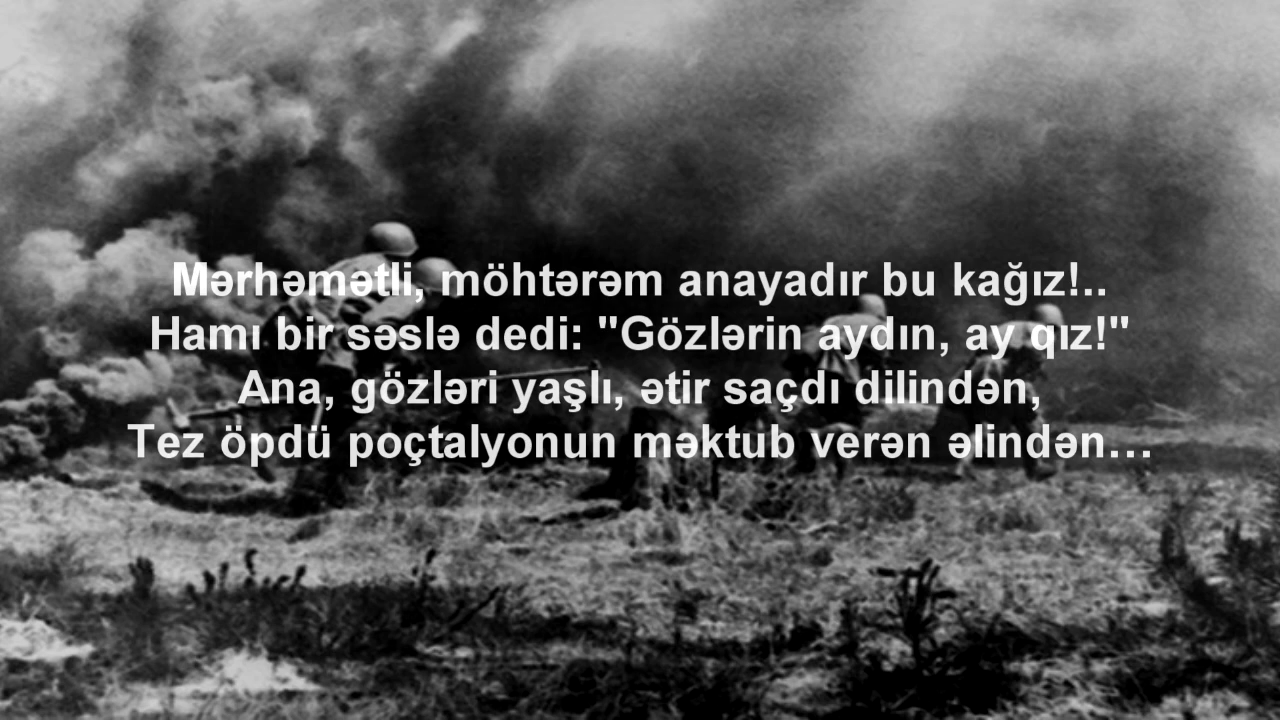 Mərhəmətli, möhtərəm anayadır bu kağız!..
Hamı bir səslə dedi: "Gözlərin aydın, ay qız!"
Ana, gözləri yaşlı, ətir saçdı dilindən,
Tez öpdü poçtalyonun məktub verən əlindən...